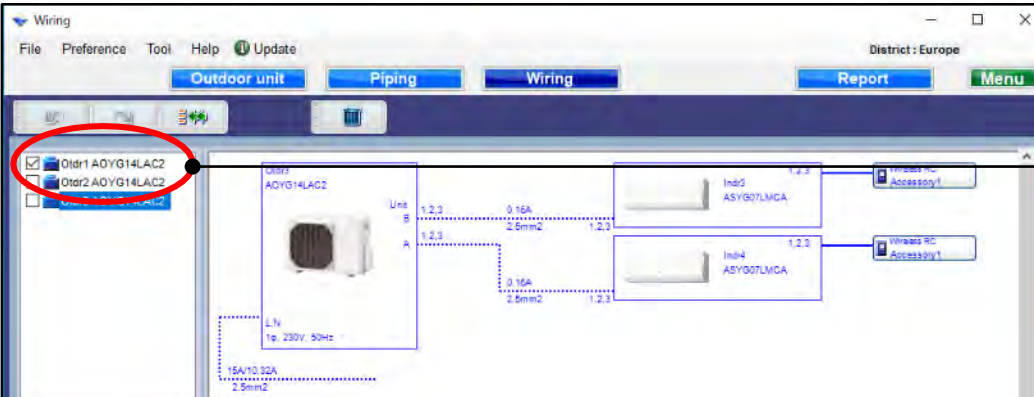 Wiring
File Preference Tool Help Update
District : Europe
Outdoor unit Piping Wiring Report Menu
Otdr1 AOYG14LAC2
Otdr2 AOYG14LAC2
Otdr3
AOYG14LAC2
Unit
B
A
1,2,3
1,2,3
0.16A
2.5mm2
1,2,3
0.16A
2.5mm2
1,2,3
Indr3
ASYG07LMCA
1,2,3
Wireless RC
Accessory1
Indr4
ASYG07LMCA
1,2,3
Wireless RC
Accessory1
L,N
1φ, 230V, 50Hz
15A/10.32A
2.5mm2